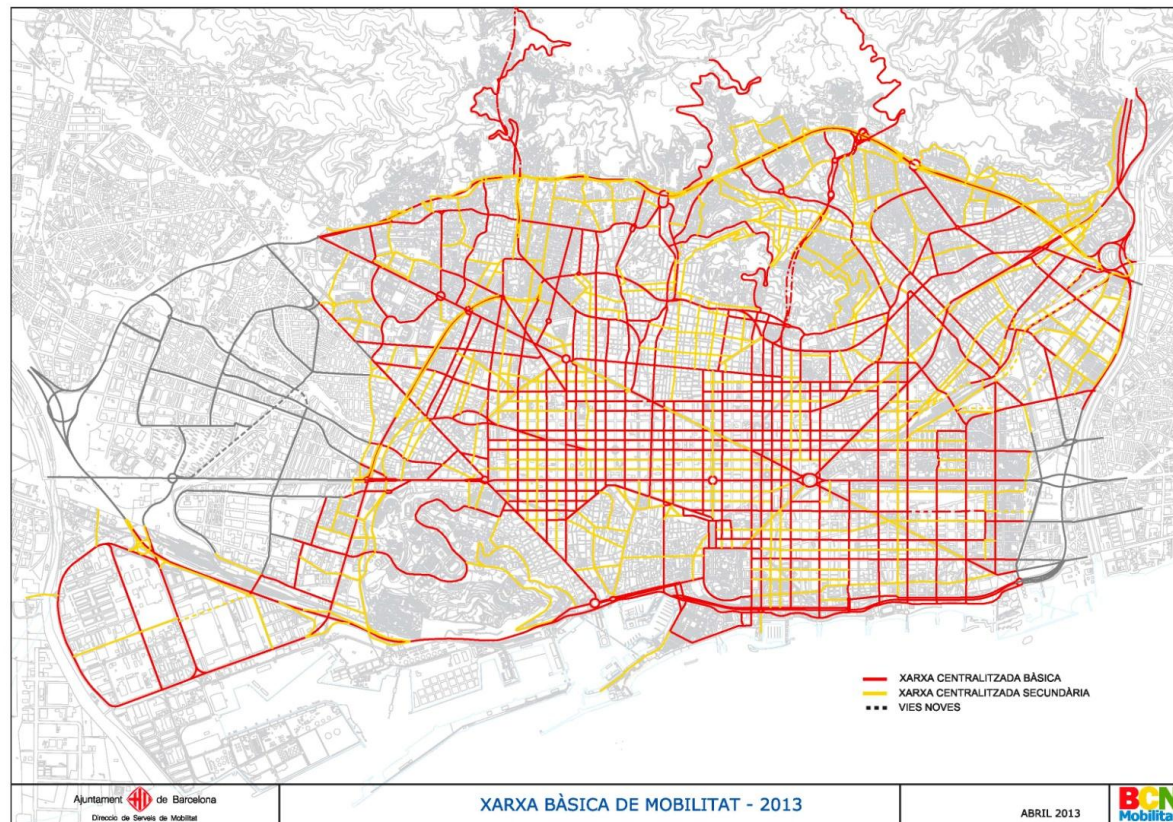 XARXA CENTRALITZADA BÀSICA
XARXA CENTRALITZADA SECUNDÀRIA
VIES NOVES
Ajuntament de Barcelona
Direcció de Serveis de Mobilitat
XARXA BÀSICA DE MOBILITAT - 2013
ABRIL 2013
BCN
Mobilita